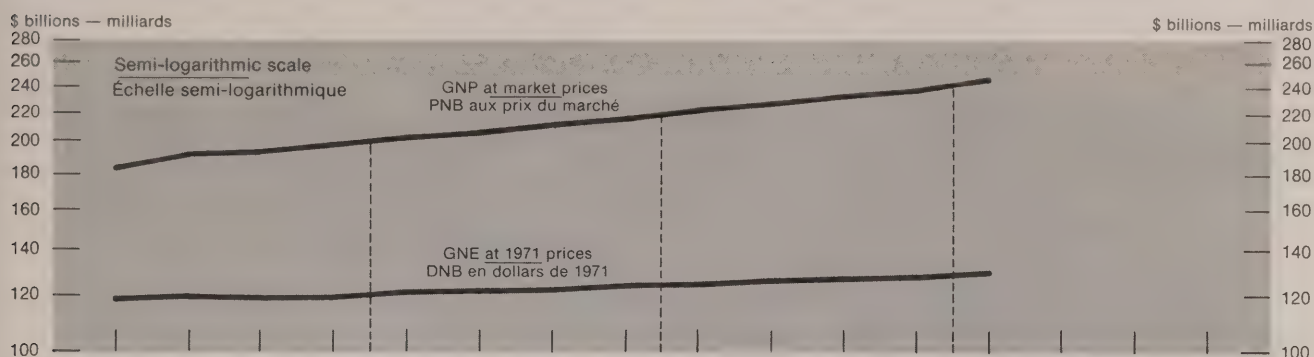 $ billions — milliards
$ billions — milliards
280
280
260
Semi-logarithmic scale
260
240
Échelle semi-logarithmique
GNP at market prices
240
220
PNB aux prix du marché
220
200
200
180
180
160
160
140
GNE at 1971 prices
140
DNB en dollars de 1971
120
120
100
100